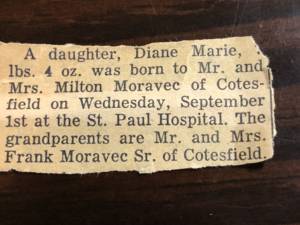 A daughter, Diane Marie,
lbs. 4 oz. was born to Mr. and
Mrs. Milton Moravec of Cotes-
field on Wednesday, September
1st at the St. Paul Hospital. The
grandparents are Mr. and Mrs.
Frank Moravec Sr. of Cotesfield.